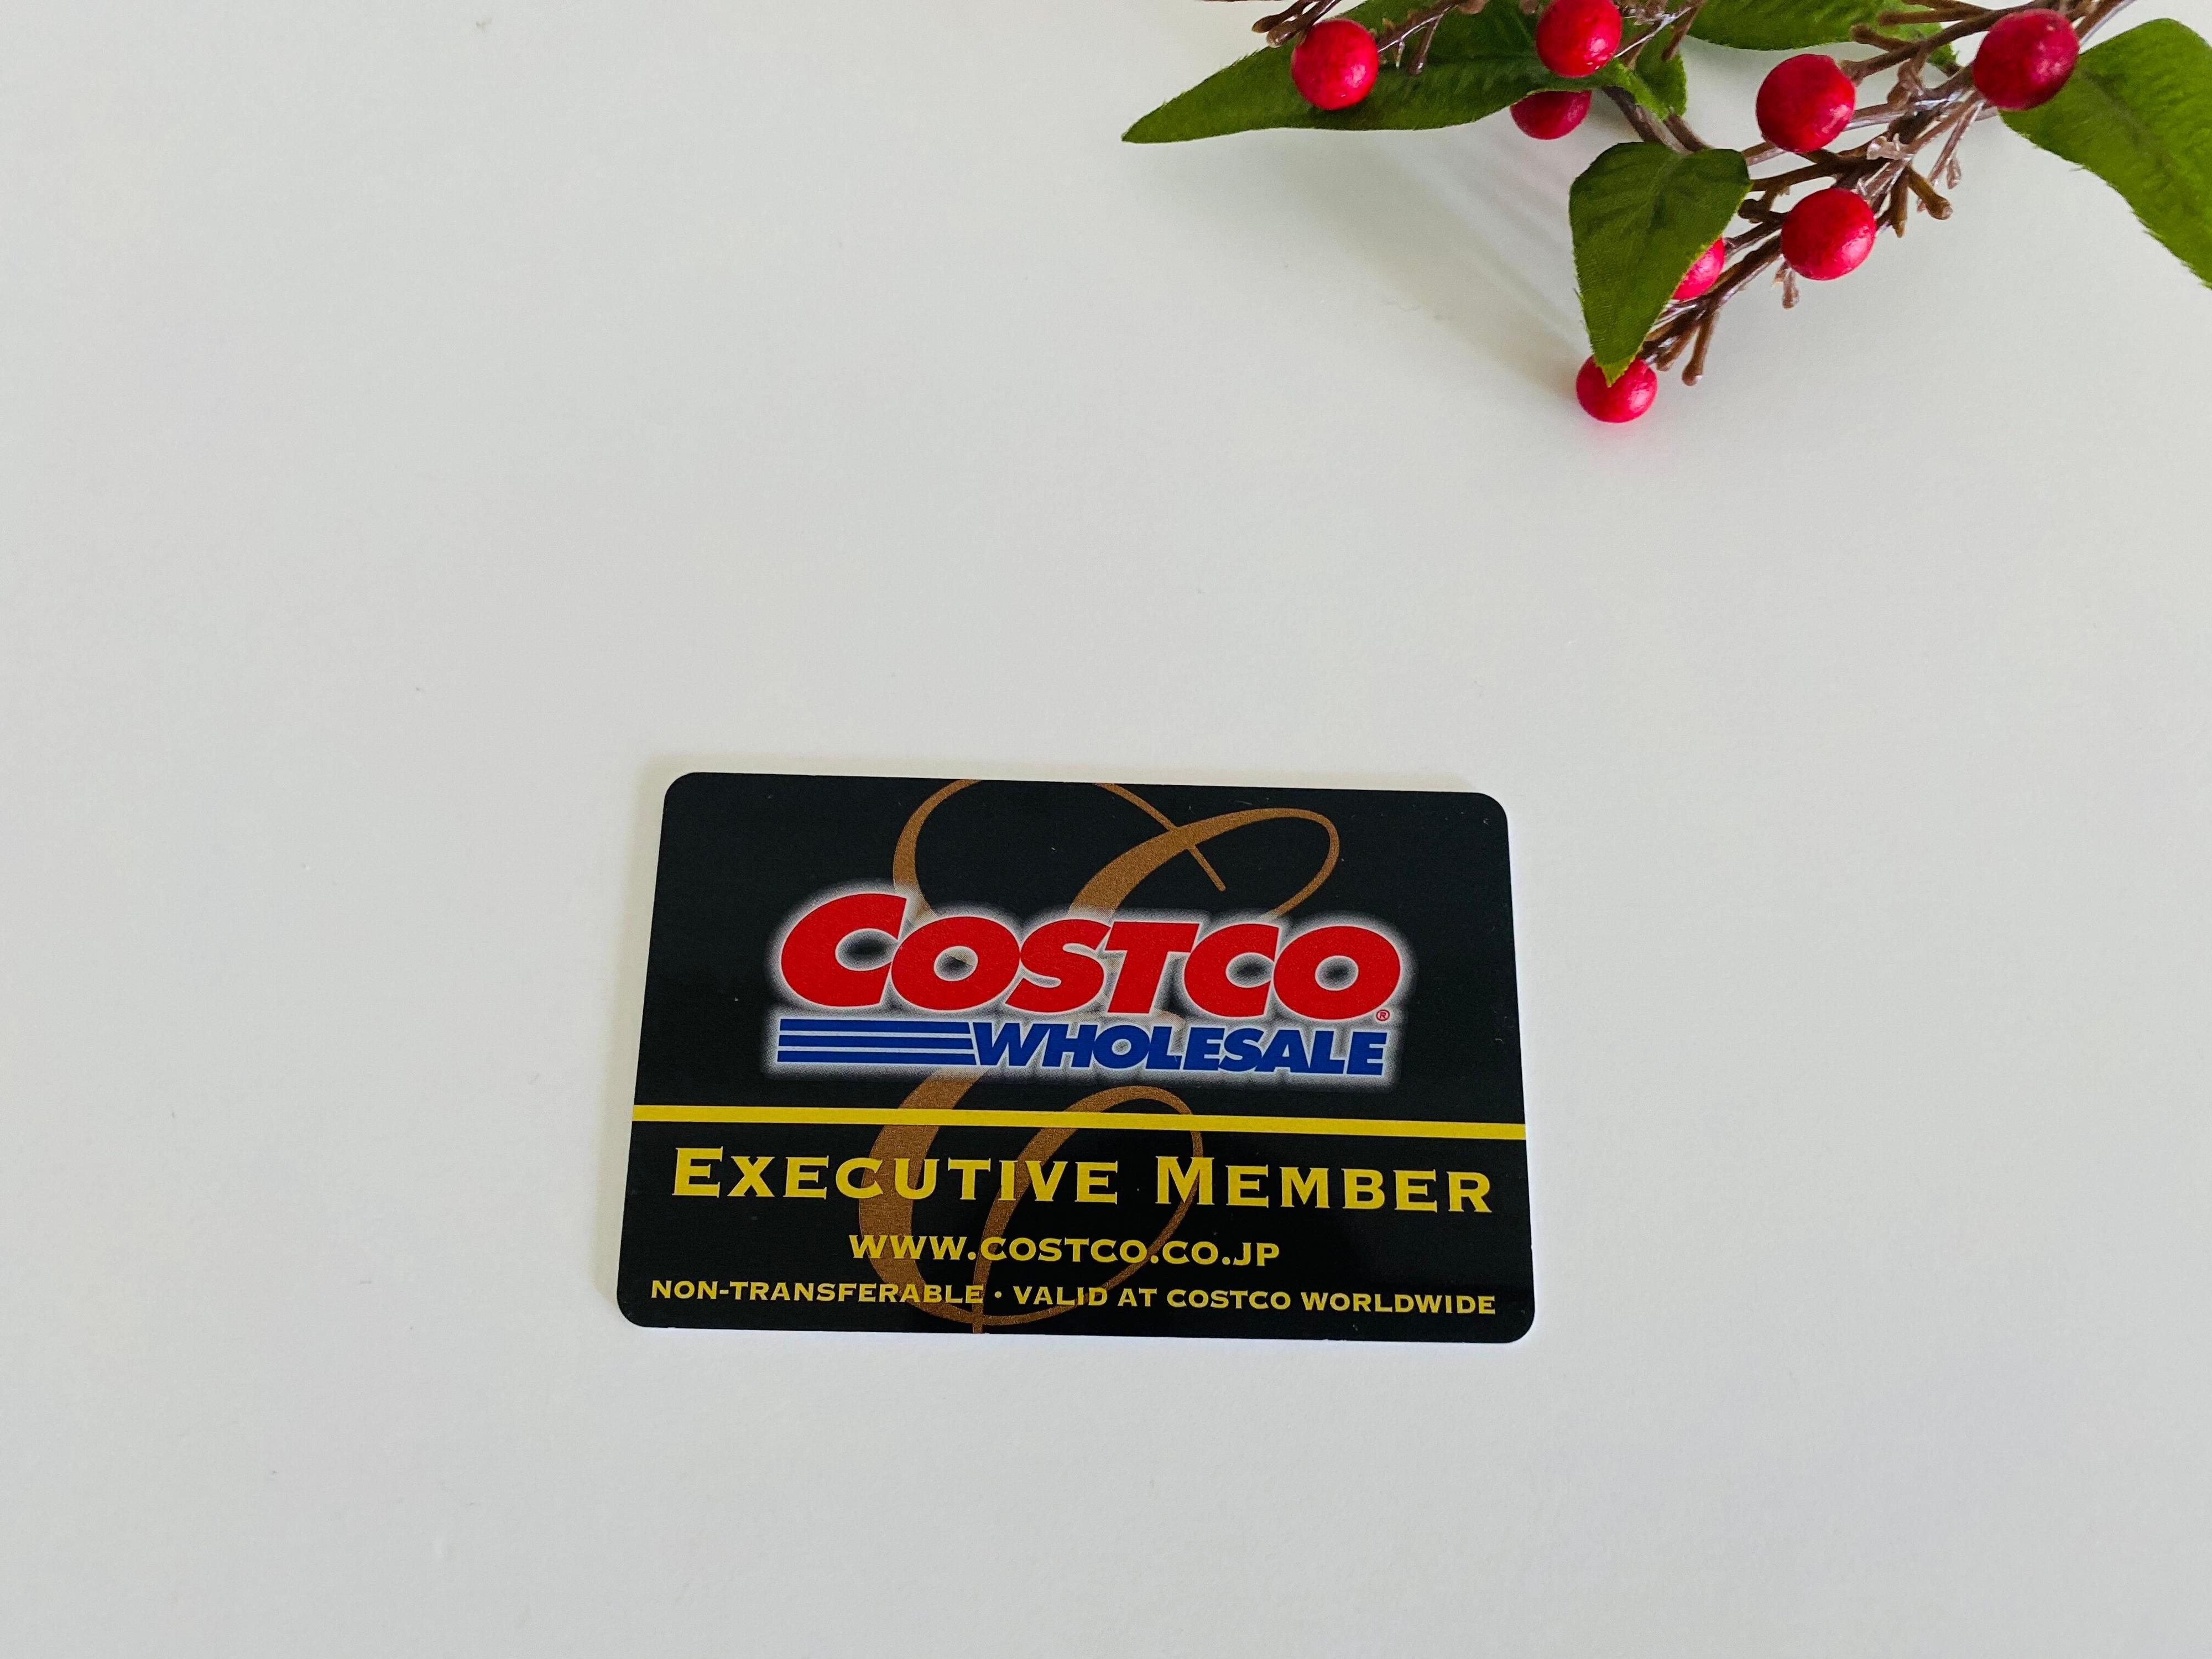 COSTCO®
WHOLESALE
EXECUTIVE MEMBER
WWW.COSTCO.CO.JP
NON-TRANSFERABLE • VALID AT COSTCO WORLDWIDE